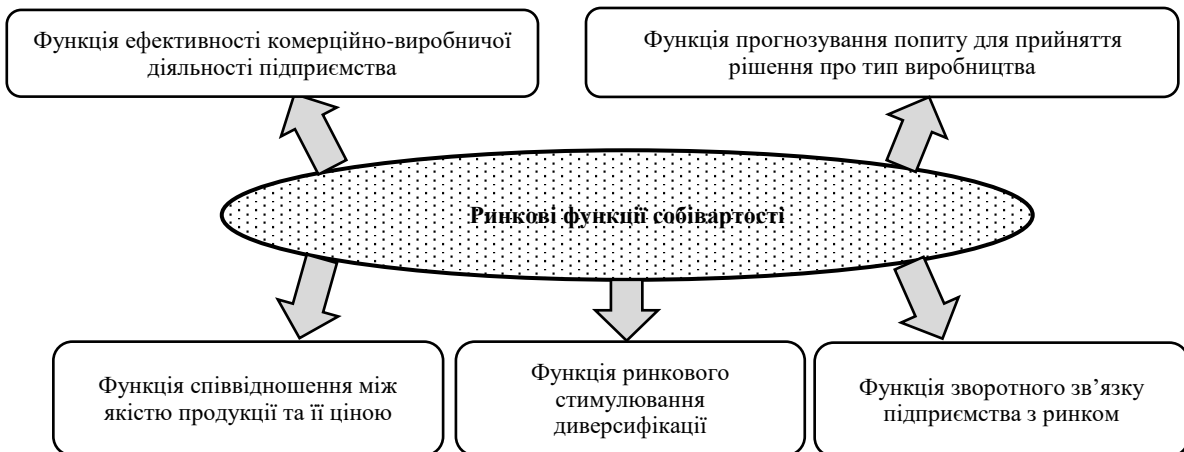 Функція ефективності комерційно-виробничої
діяльності підприємства
Функція прогнозування попиту для прийняття
рішення про тип виробництва
Ринкові функції собівартості
Функція співвідношення між
якістю продукції та її ціною
Функція ринкового
стимулювання
диверсифікації
Функція зворотного зв’язку
підприємства з ринком